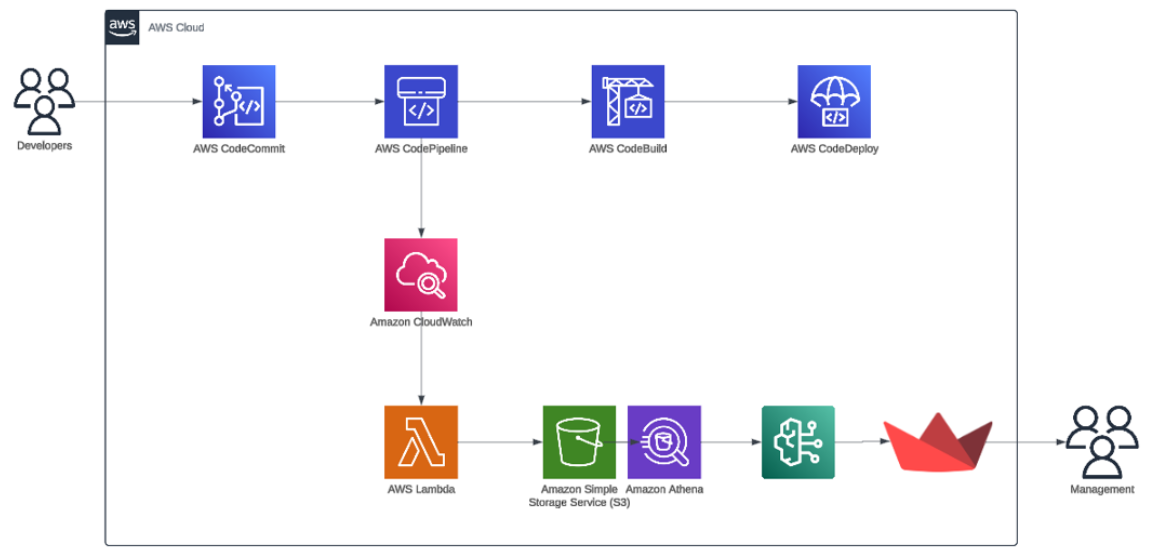 aws
AWS Cloud
Developers
AWS CodeCommit
AWS CodePipeline
AWS CodeBuild
AWS CodeDeploy
Amazon CloudWatch
AWS Lambda
Amazon Simple
Storage Service (S3)
Amazon Athena
Management